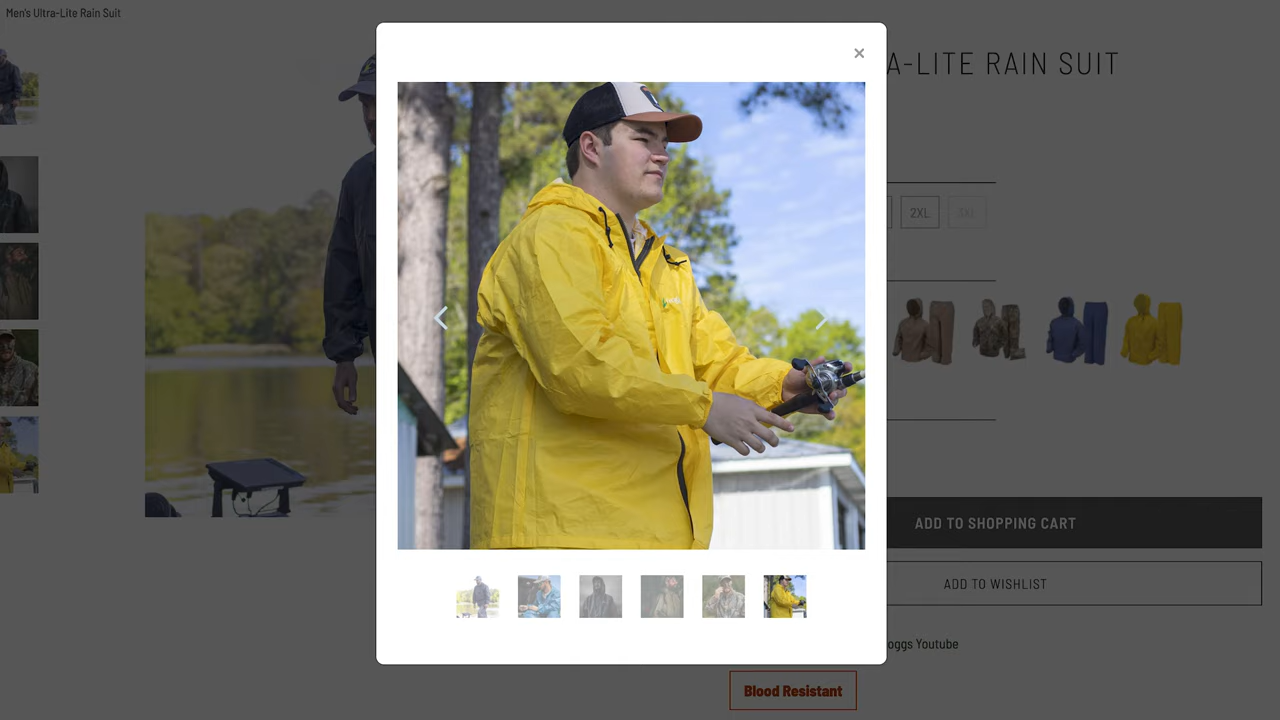 Men's Ultra-Lite Rain Suit
×
A-LITE RAIN SUIT
2XL
3XL
ADD TO SHOPPING CART
ADD TO WISHLIST
oggs Youtube
Blood Resistant